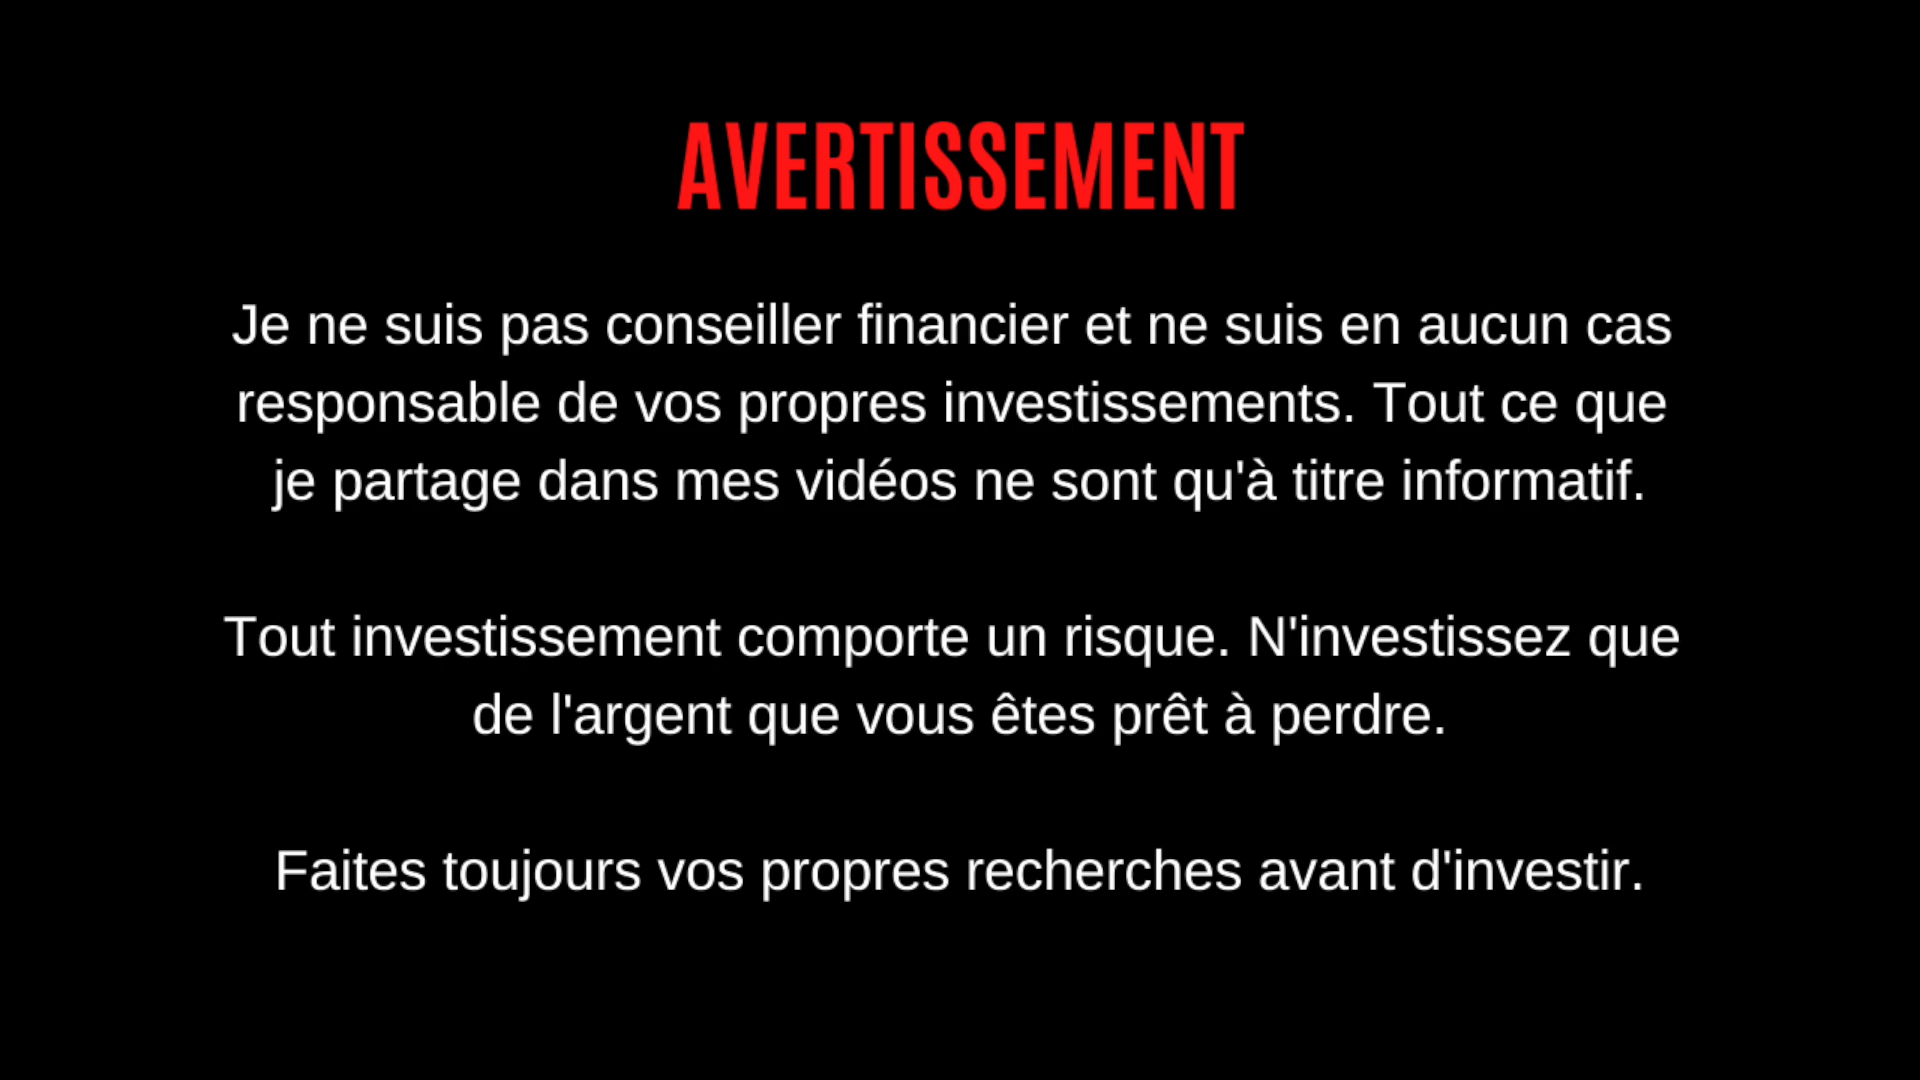 AVERTISSEMENT
Je ne suis pas conseiller financier et ne suis en aucun cas
responsable de vos propres investissements. Tout ce que
je partage dans mes vidéos ne sont qu'à titre informatif.
Tout investissement comporte un risque. N'investissez que
de l'argent que vous êtes prêt à perdre.
Faites toujours vos propres recherches avant d'investir.